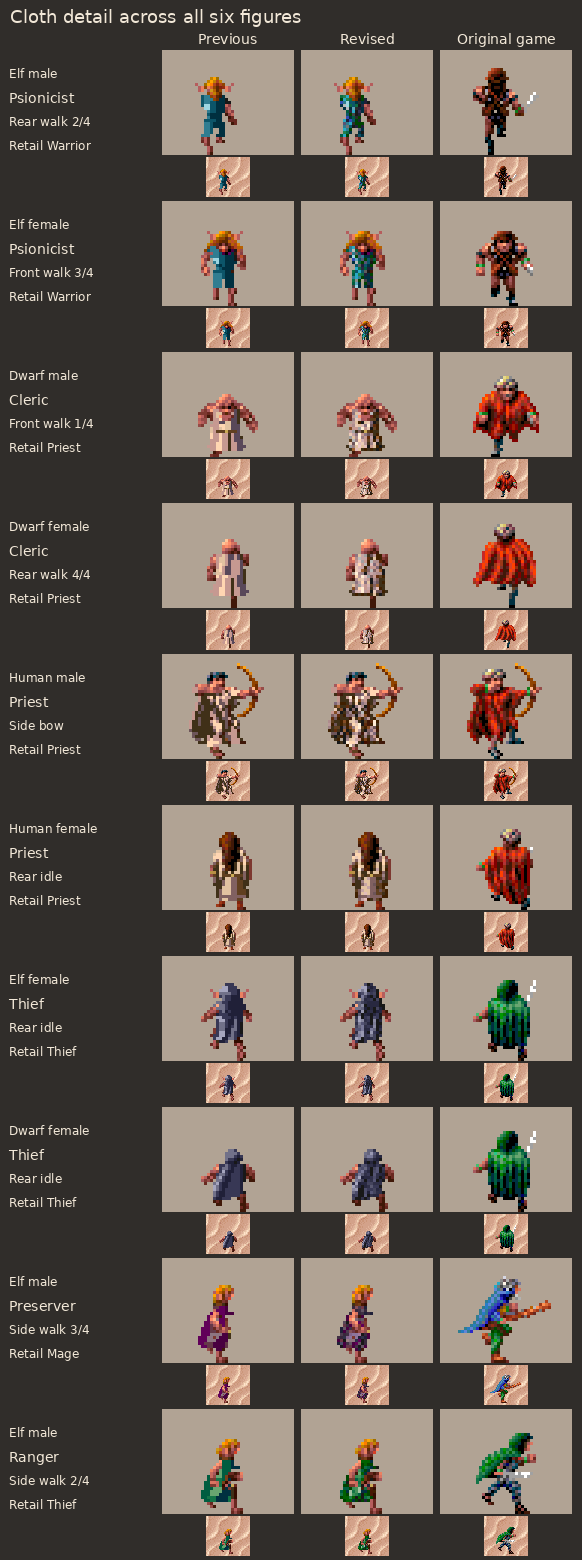 Cloth detail across all six figures
Previous Revised Original game
Elf male
Psionicist
Rear walk 2/4
Retail Warrior
Elf female
Psionicist
Front walk 3/4
Retail Warrior
Dwarf male
Cleric
Front walk 1/4
Retail Priest
Dwarf female
Cleric
Rear walk 4/4
Retail Priest
Human male
Priest
Side bow
Retail Priest
Human female
Priest
Rear idle
Retail Priest
Elf female
Thief
Rear idle
Retail Thief
Dwarf female
Thief
Rear idle
Retail Thief
Elf male
Preserver
Side walk 3/4
Retail Mage
Elf male
Ranger
Side walk 2/4
Retail Thief